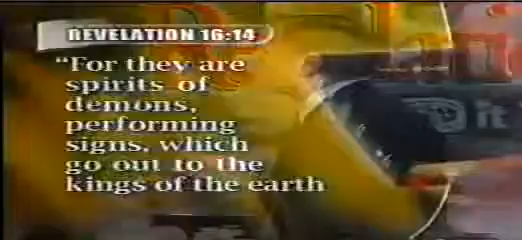 REVELATION 16:14
“For they are
spirits of
demons,
performing
signs, which
go out to the
kings of the earth
it